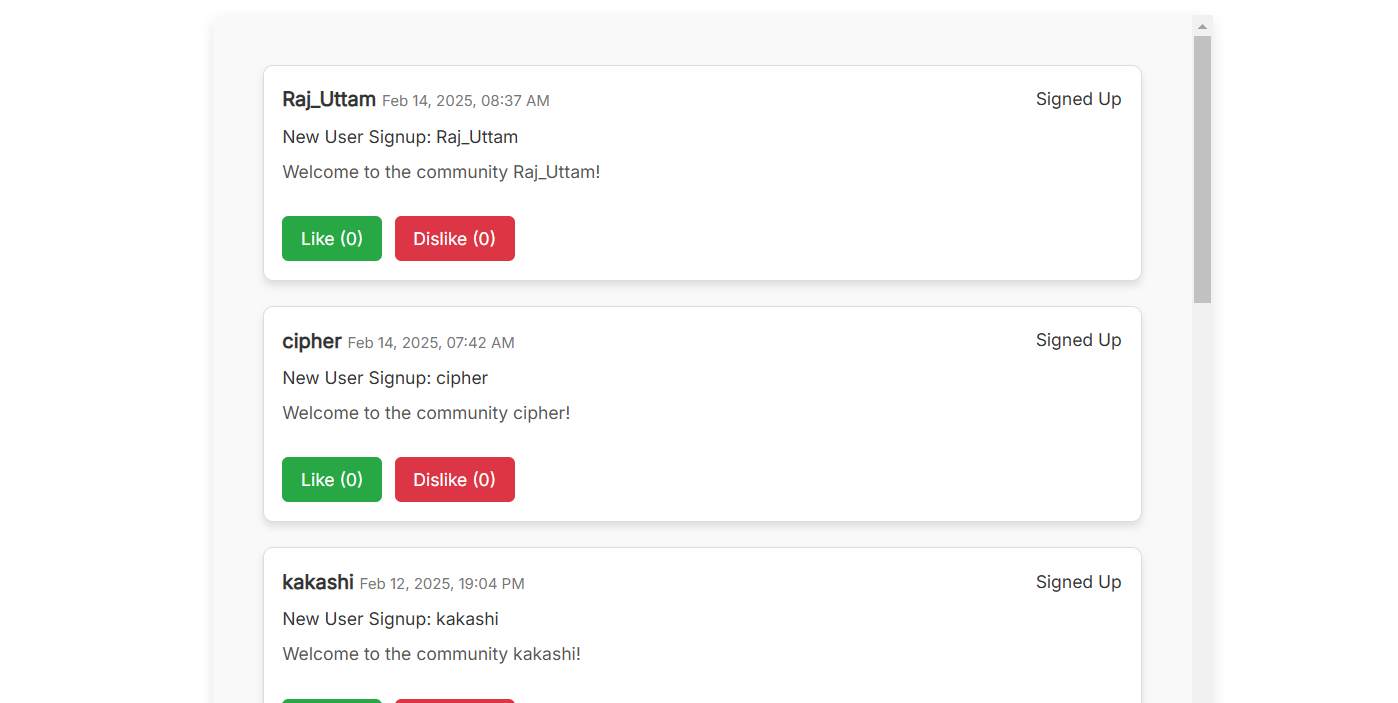 Raj_Uttam Feb 14, 2025, 08:37 AM Signed Up
New User Signup: Raj_Uttam
Welcome to the community Raj_Uttam!
Like (0) Dislike (0)
cipher Feb 14, 2025, 07:42 AM Signed Up
New User Signup: cipher
Welcome to the community cipher!
Like (0) Dislike (0)
kakashi Feb 12, 2025, 19:04 PM Signed Up
New User Signup: kakashi
Welcome to the community kakashi!